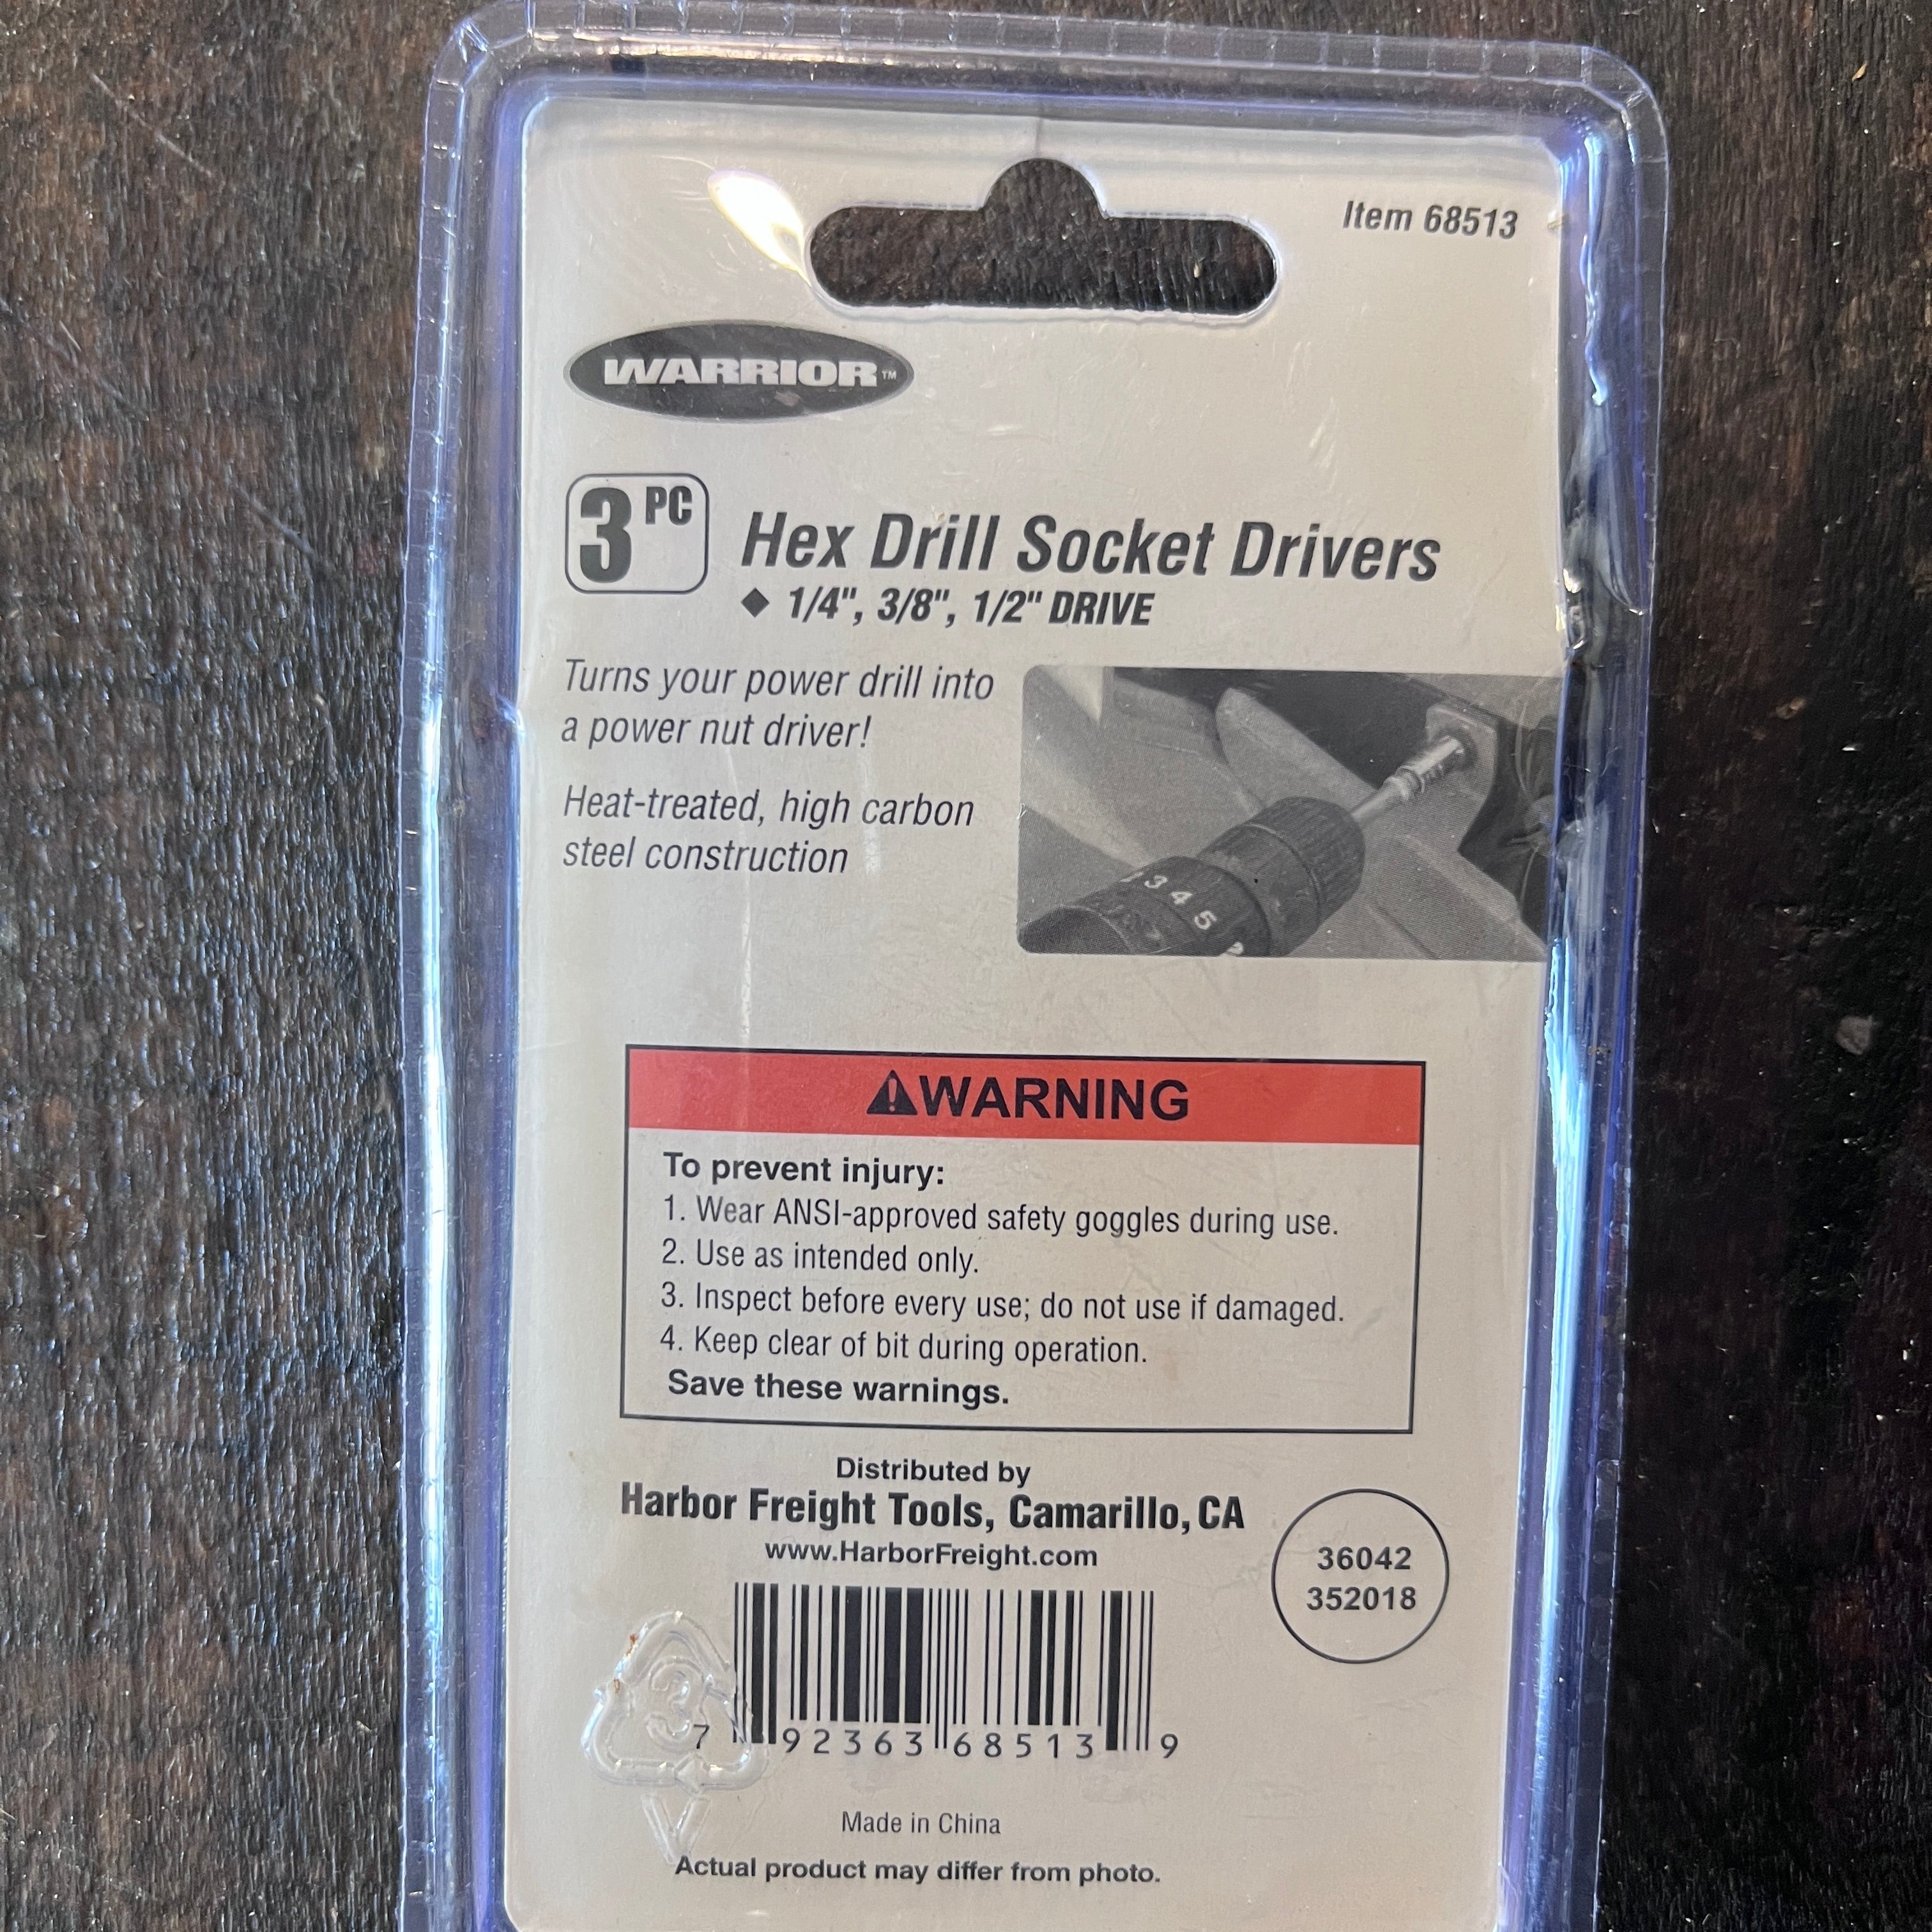 Item 68513
WARRIOR™
3 PC
Hex Drill Socket Drivers
◆ 1/4", 3/8", 1/2" DRIVE
Turns your power drill into
a power nut driver!
Heat-treated, high carbon
steel construction
3 4 5
⚠WARNING
To prevent injury:
1. Wear ANSI-approved safety goggles during use.
2. Use as intended only.
3. Inspect before every use; do not use if damaged.
4. Keep clear of bit during operation.
Save these warnings.
Distributed by
Harbor Freight Tools, Camarillo, CA
www.HarborFreight.com
36042
352018
3
7 92363 68513 9
V
Made in China
Actual product may differ from photo.